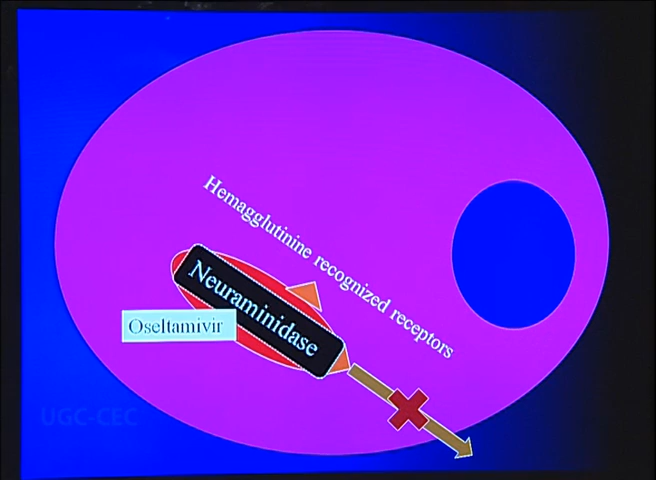 Hemagglutinine recognized receptors
Neuraminidase
Oseltamivir
UGC-CEC